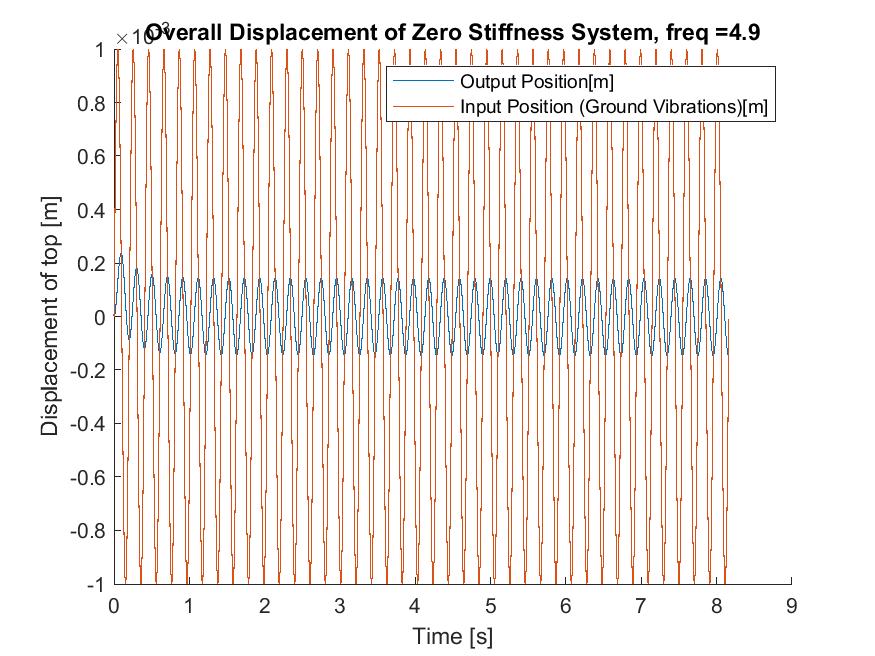 ×10-3
Overall Displacement of Zero Stiffness System, freq =4.9
Output Position[m]
Input Position (Ground Vibrations)[m]
Displacement of top [m]
1
0.8
0.6
0.4
0.2
0
-0.2
-0.4
-0.6
-0.8
-1
0 1 2 3 4 5 6 7 8 9
Time [s]